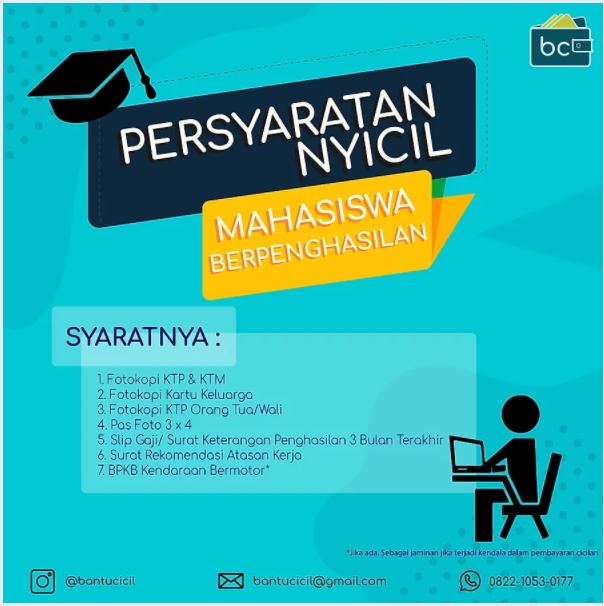 bc
PERSYARATAN
NYICIL
MAHASISWA
BERPENGHASILAN
SYARATNYA :
1. Fotokopi KTP & KTM
2. Fotokopi Kartu Keluarga
3. Fotokopi KTP Orang Tua/Wali
4. Pas Foto 3 x 4
5. Slip Gaji/ Surat Keterangan Penghasilan 3 Bulan Terakhir
6. Surat Rekomendasi Atasan Kerja
7. BPKB Kendaraan Bermotor*
*Jika ada. Sebagai jaminan jika terjadi kendala dalam pembayaran cicilan
@bantucicil
bantucicil@gmail.com
0822-1053-0177